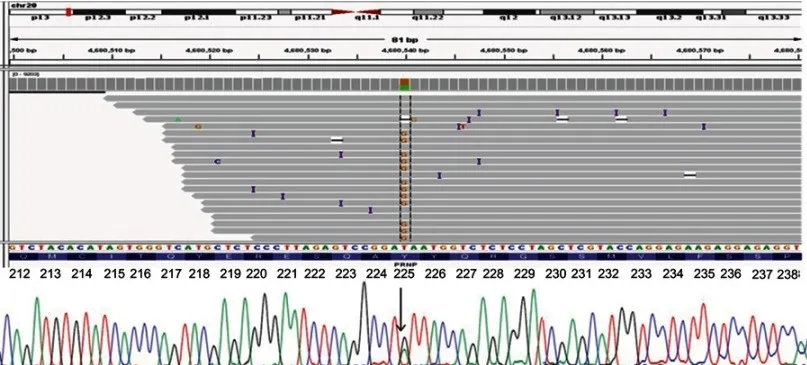 chr20
p13 p12.3 p12.2 p12.1 p11.23 p11.21 q11.1 q11.22 q12 q13.12 q13.13 q13.2 q13.31 q13.33
81 bp
500 bp 4,680,510 bp 4,680,520 bp 4,680,530 bp 4,680,540 bp 4,680,550 bp 4,680,560 bp 4,680,570 bp
I I I I
A G I
G I T I
I G
G
I G
C G I
G I
I G
I G
I G
I G
G
G
GTCTACACATAGTGGGTCATGCTCTCCCTTAGAGTCCGGATAATGGTCTCTCCTAGCTCGTACCAGGAGAGGAGAGGT
Q M C I T Q Y E R E S Q A Y Y Q R G S S M V L F S
212 213 214 215 216 217 218 219 220 221 222 223 224 225 226 227 228 229 230 231 232 233 234 235 236 237 238
PRNP